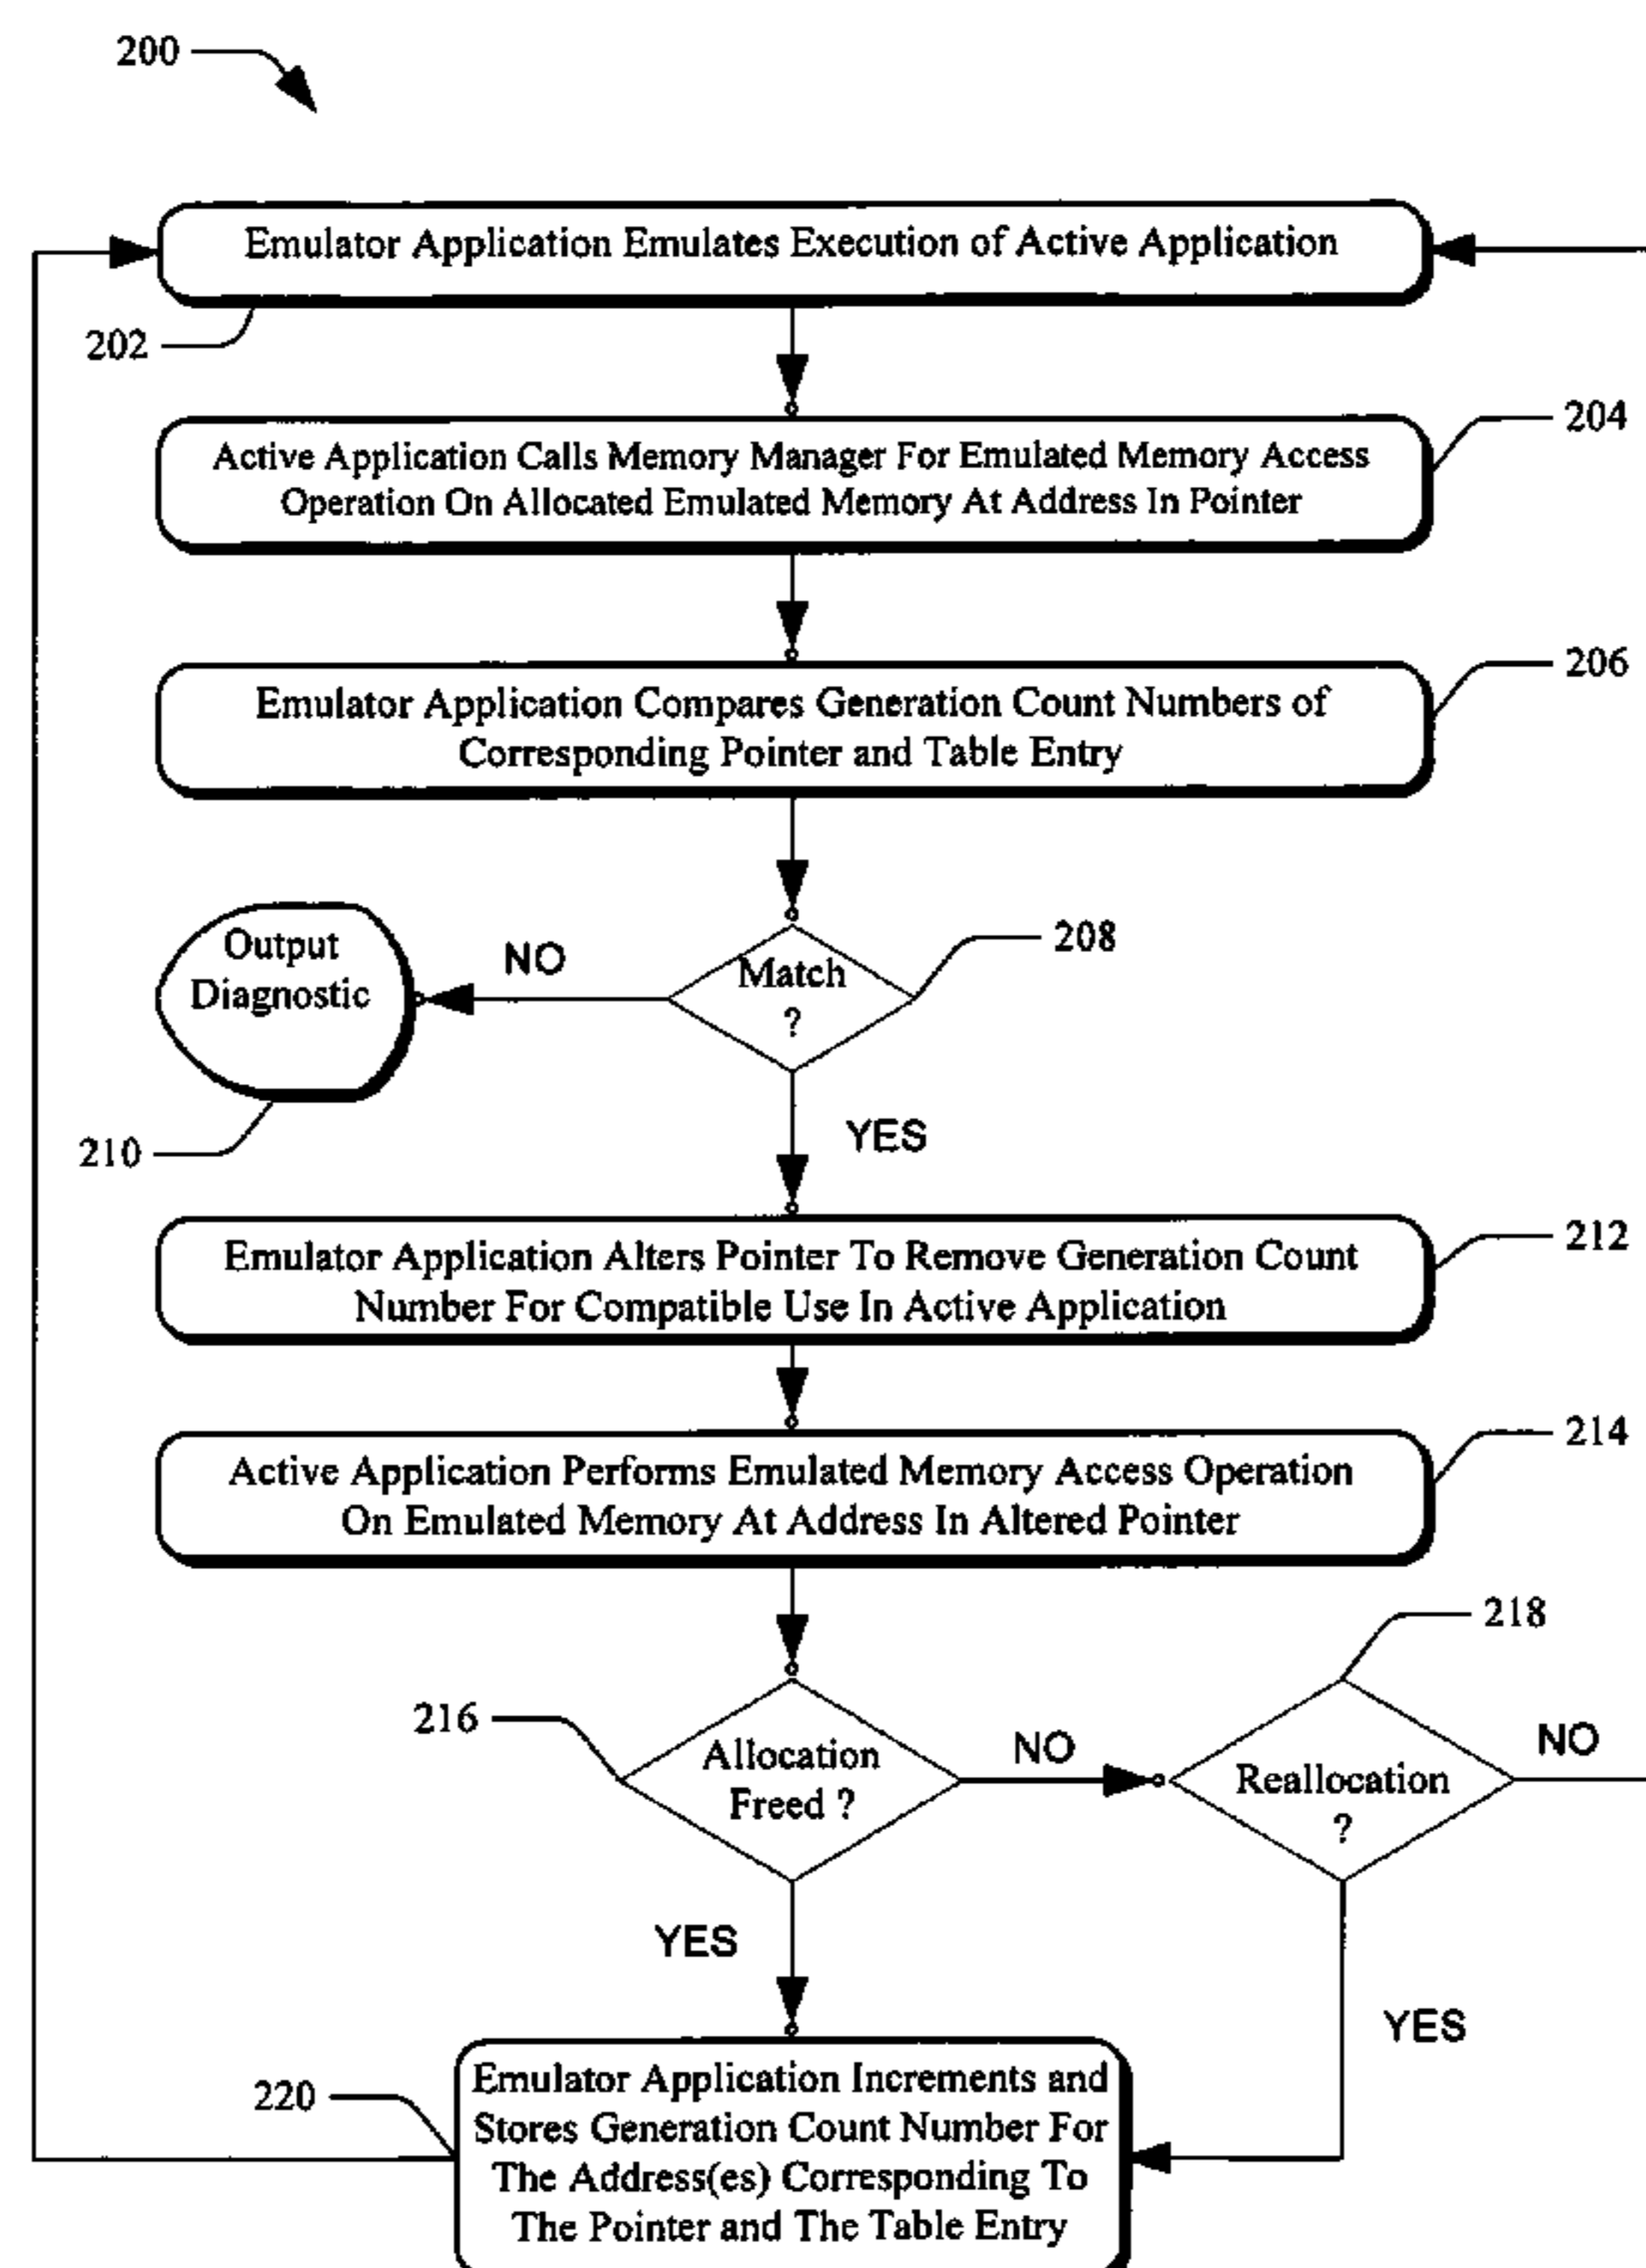 200
Emulator Application Emulates Execution of Active Application
202
Active Application Calls Memory Manager For Emulated Memory Access
Operation On Allocated Emulated Memory At Address In Pointer
204
Emulator Application Compares Generation Count Numbers of
Corresponding Pointer and Table Entry
206
Match
?
208
NO
Output
Diagnostic
210
YES
Emulator Application Alters Pointer To Remove Generation Count
Number For Compatible Use In Active Application
212
Active Application Performs Emulated Memory Access Operation
On Emulated Memory At Address In Altered Pointer
214
216
Allocation
Freed ?
NO
218
Reallocation
?
NO
YES
YES
220
Emulator Application Increments and
Stores Generation Count Number For
The Address(es) Corresponding To
The Pointer and The Table Entry